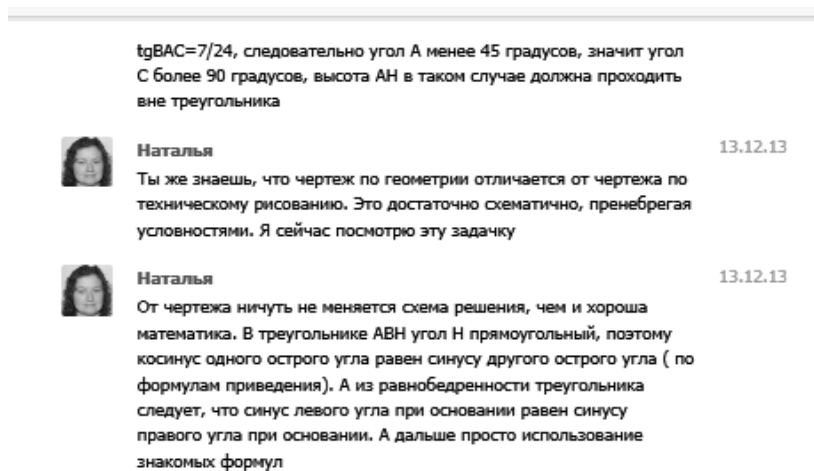 tgBAC=7/24, следовательно угол А менее 45 градусов, значит угол
С более 90 градусов, высота АН в таком случае должна проходить
вне треугольника
Наталья
13.12.13
Ты же знаешь, что чертеж по геометрии отличается от чертежа по
техническому рисованию. Это достаточно схематично, пренебрегая
условностями. Я сейчас посмотрю эту задачку
Наталья
13.12.13
От чертежа ничуть не меняется схема решения, чем и хороша
математика. В треугольнике АВН угол Н прямоугольный, поэтому
косинус одного острого угла равен синусу другого острого угла ( по
формулам приведения). А из равнобедренности треугольника
следует, что синус левого угла при основании равен синусу
правого угла при основании. А дальше просто использование
знакомых формул